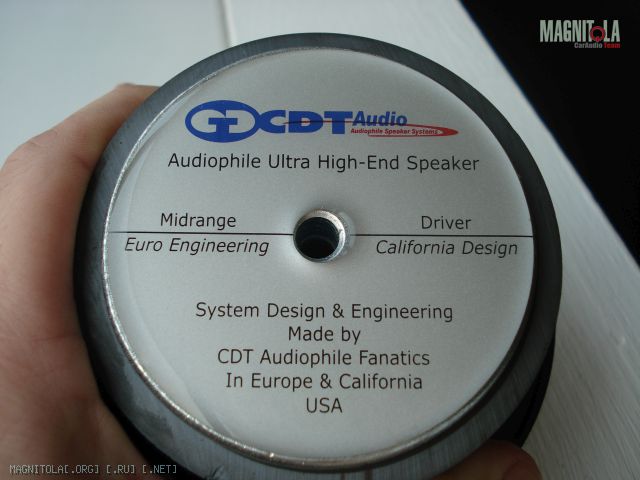 MAGNITOLA
CarAudio Team
CDT Audio
Audiophile Speaker Systems
Audiophile Ultra High-End Speaker
Midrange Driver
Euro Engineering California Design
System Design & Engineering
Made by
CDT Audiophile Fanatics
In Europe & California
USA
MAGNITOLA[.ORG] [.RU] [.NET]